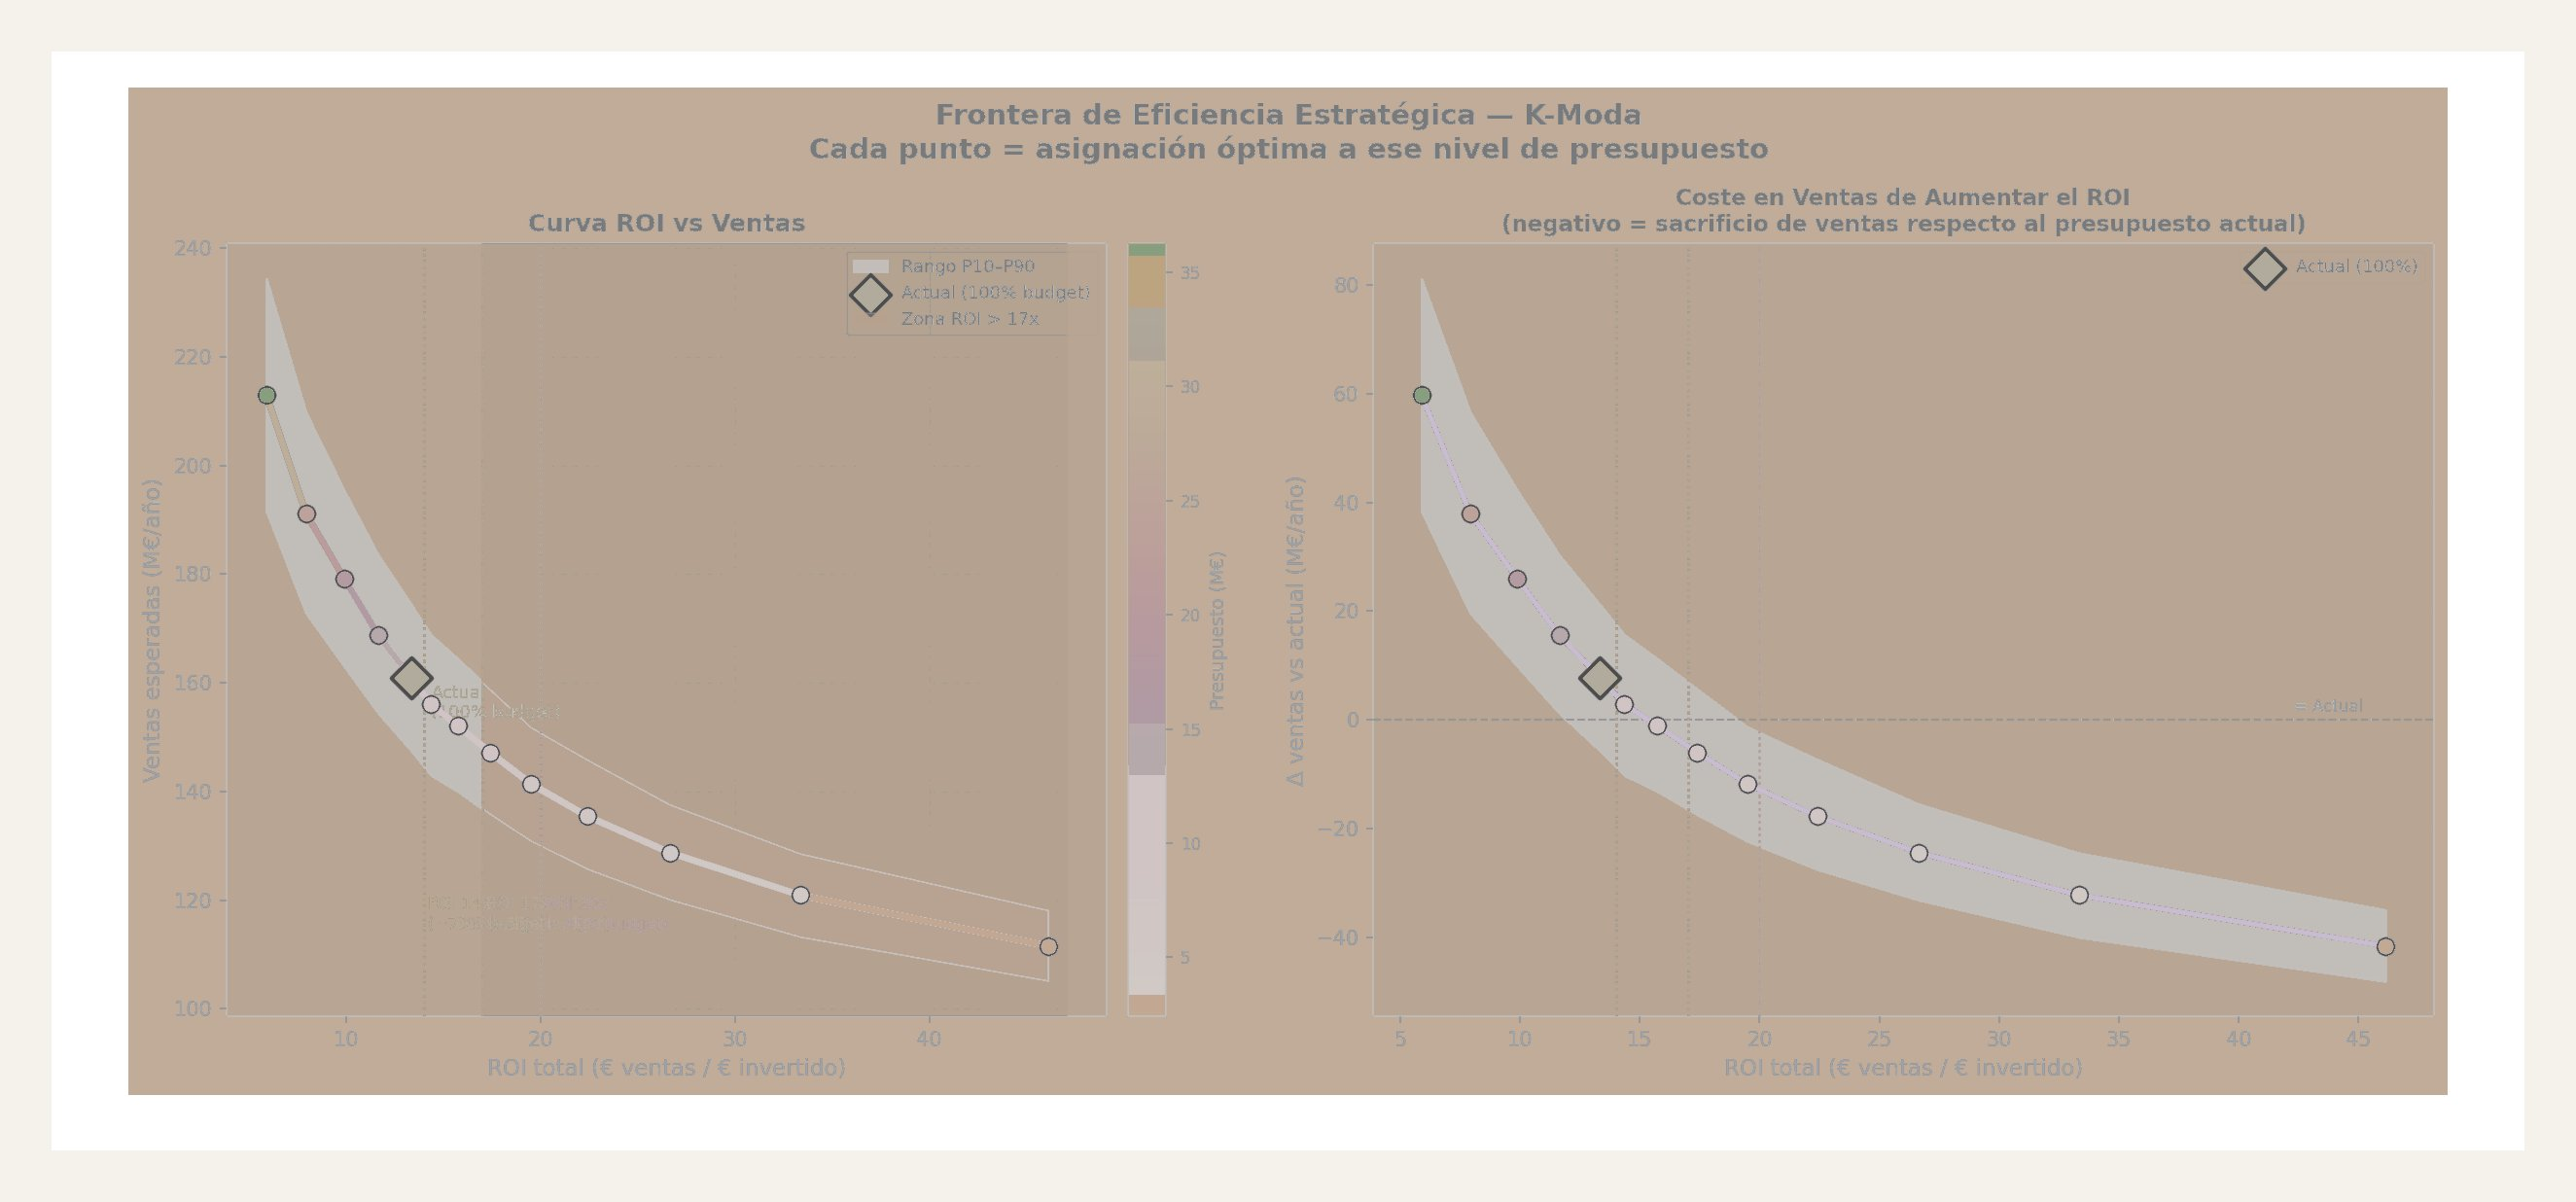 Frontera de Eficiencia Estratégica — K-Moda
Cada punto = asignación óptima a ese nivel de presupuesto
Curva ROI vs Ventas
240
220
200
180
160
140
120
100
Ventas esperadas (M€/año)
Rango P10–P90
Actual (100% budget)
Zona ROI > 17x
Actual
(100% budget)
10
20
30
40
ROI total (€ ventas / € invertido)
35
30
25
20
15
10
5
Presupuesto (M€)
Coste en Ventas de Aumentar el ROI
(negativo = sacrificio de ventas respecto al presupuesto actual)
80
60
40
20
0
−20
−40
Δ ventas vs actual (M€/año)
Actual (100%)
= Actual
5
10
15
20
25
30
35
40
45
ROI total (€ ventas / € invertido)